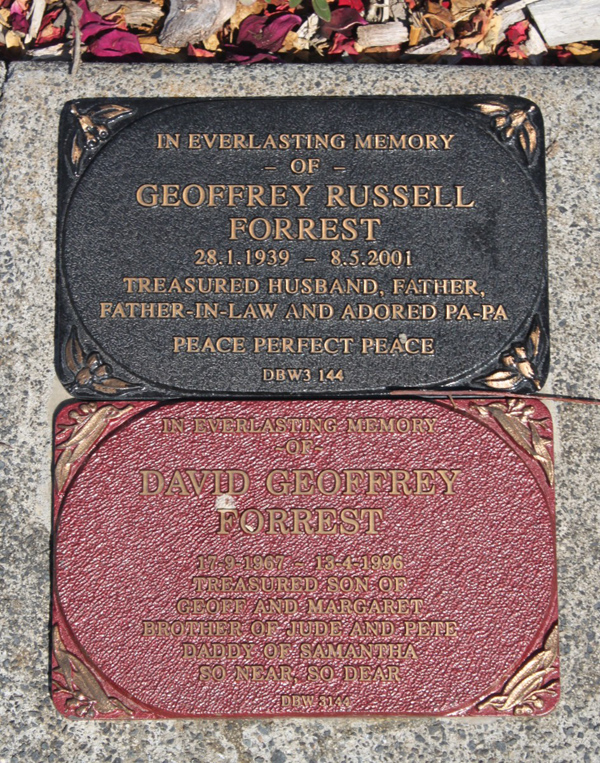 IN EVERLASTING MEMORY
– OF –
GEOFFREY RUSSELL
FORREST
28.1.1939 – 8.5.2001
TREASURED HUSBAND, FATHER,
FATHER-IN-LAW AND ADORED PA-PA
PEACE PERFECT PEACE
DBW3 144
IN EVERLASTING MEMORY
-OF-
DAVID GEOFFREY
FORREST
17-9-1967 – 13-4-1996
TREASURED SON OF
GEOFF AND MARGARET
BROTHER OF JUDE AND PETE
DADDY OF SAMANTHA
SO NEAR, SO DEAR
DBW 3144